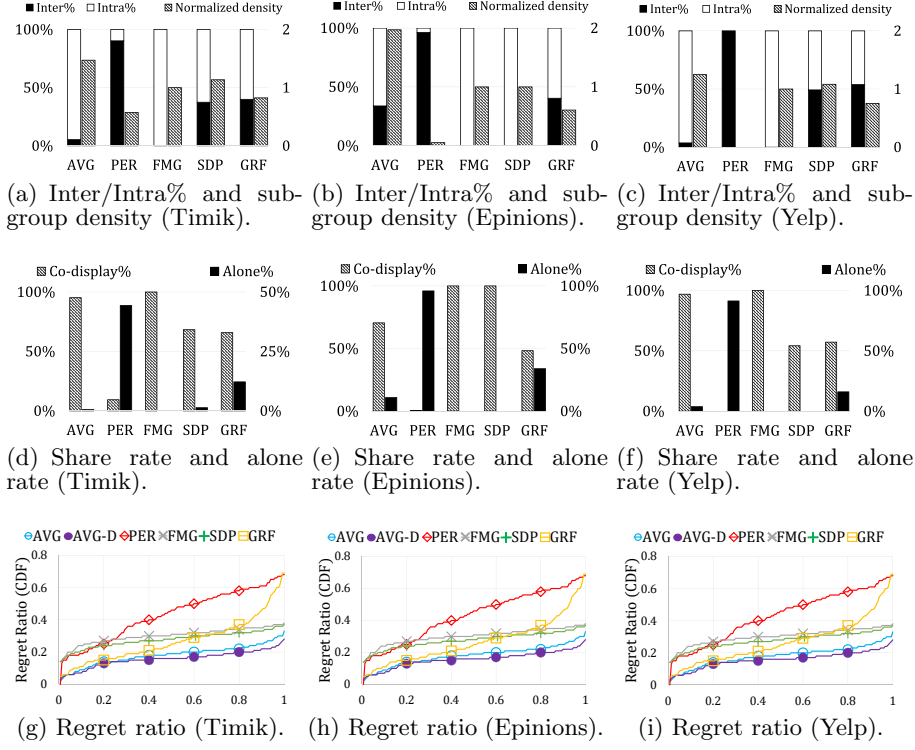 Inter% Intra% Normalized density
Inter% Intra% Normalized density
Inter% Intra% Normalized density
100% 2
50% 1
0% 0
AVG PER FMG SDP GRF
100% 2
50% 1
0% 0
AVG PER FMG SDP GRF
100% 2
50% 1
0% 0
AVG PER FMG SDP GRF
(a) Inter/Intra% and sub-
group density (Timik).
(b) Inter/Intra% and sub-
group density (Epinions).
(c) Inter/Intra% and sub-
group density (Yelp).
Co-display% Alone%
100% 50%
50% 25%
0% 0%
AVG PER FMG SDP GRF
Co-display% Alone%
100% 100%
50% 50%
0% 0%
AVG PER FMG SDP GRF
Co-display% Alone%
100% 100%
50% 50%
0% 0%
AVG PER FMG SDP GRF
(d) Share rate and alone
rate (Timik).
(e) Share rate and alone
rate (Epinions).
(f) Share rate and alone
rate (Yelp).
AVG AVG-D PER FMG SDP GRF
Regret Ratio (CDF)
0.8
0.6
0.4
0.2
0
0 0.2 0.4 0.6 0.8 1
AVG AVG-D PER FMG SDP GRF
Regret Ratio (CDF)
0.8
0.6
0.4
0.2
0
0 0.2 0.4 0.6 0.8 1
AVG AVG-D PER FMG SDP GRF
Regret Ratio (CDF)
0.8
0.6
0.4
0.2
0
0 0.2 0.4 0.6 0.8 1
(g) Regret ratio (Timik).
(h) Regret ratio (Epinions).
(i) Regret ratio (Yelp).